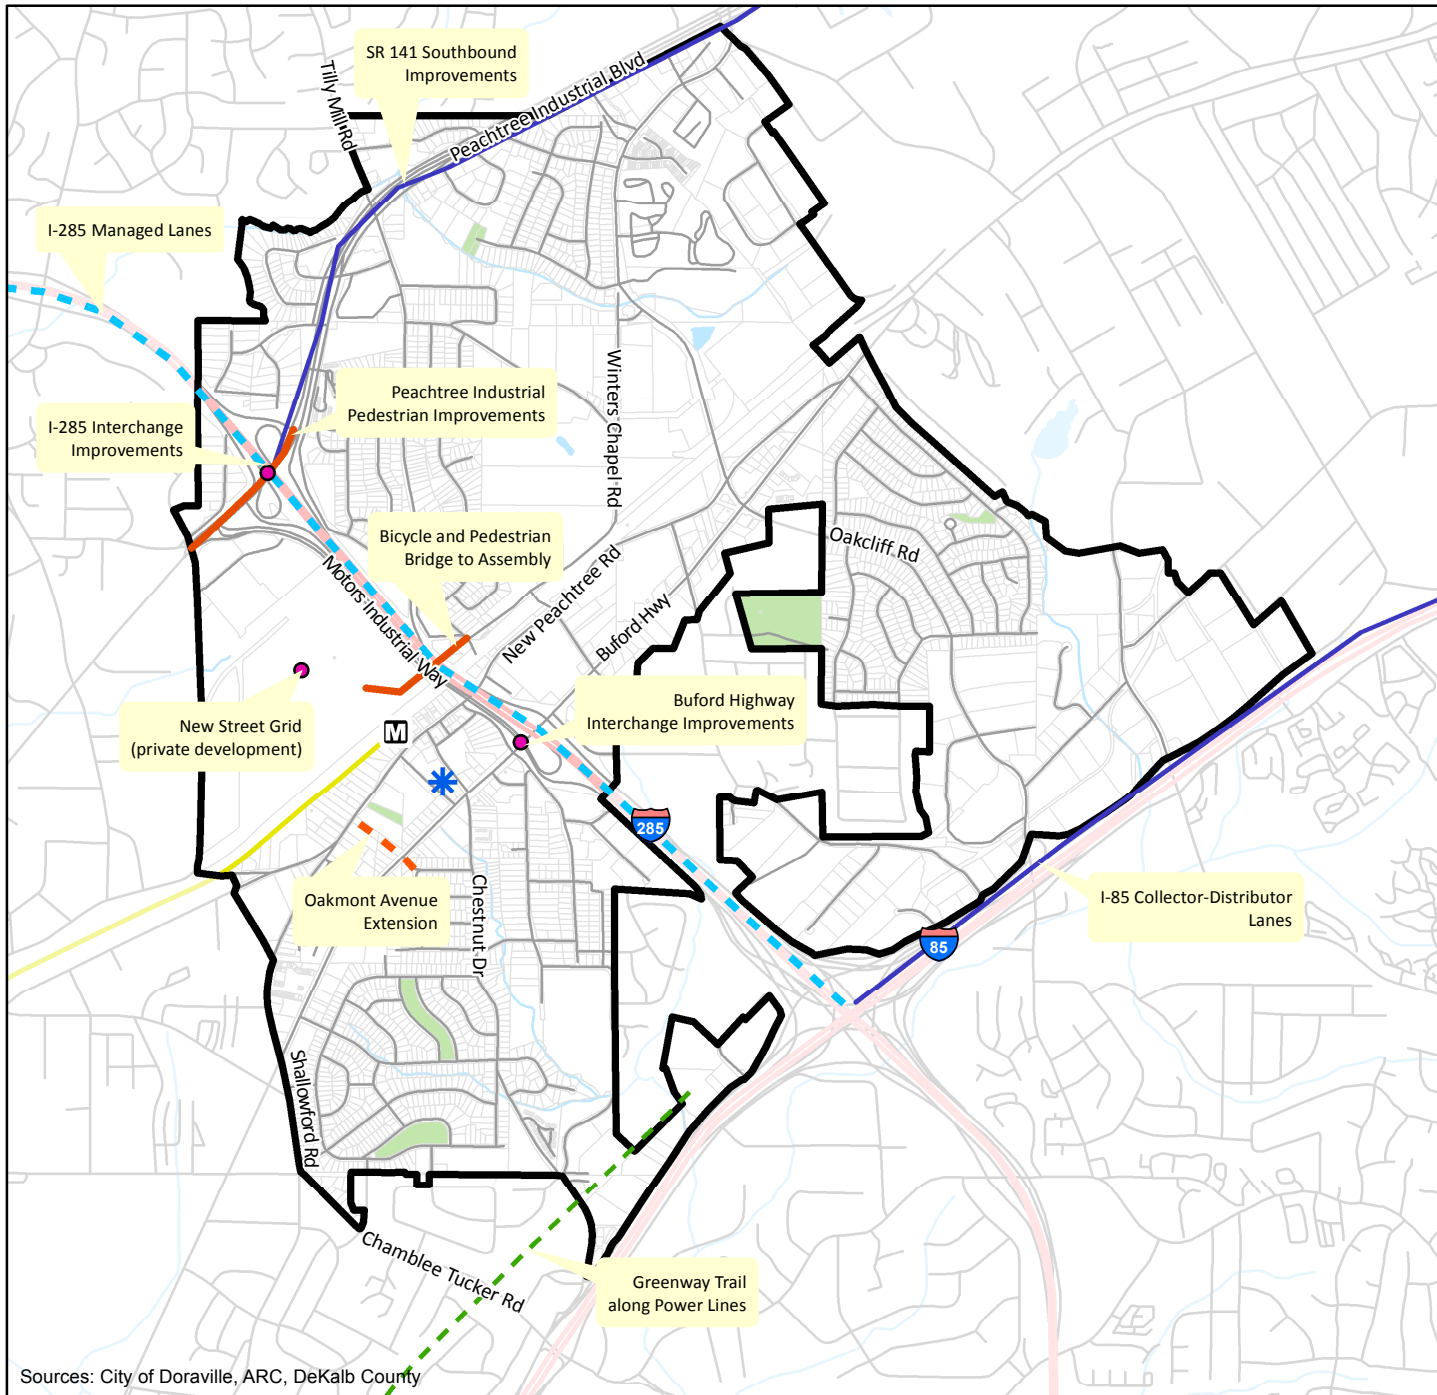 SR 141 Southbound
Improvements
Tilly Mill Rd
Peachtree Industrial Blvd
I-285 Managed Lanes
Peachtree Industrial
Pedestrian Improvements
Winters Chapel Rd
I-285 Interchange
Improvements
Bicycle and Pedestrian
Bridge to Assembly
Oakcliff Rd
Motors Industrial Way
New Peachtree Rd
Buford Hwy
New Street Grid
(private development)
M
Buford Highway
Interchange Improvements
285
Oakmont Avenue
Extension
Chestnut Dr
I-85 Collector-Distributor
Lanes
85
Shallowford Rd
Chamblee Tucker Rd
Greenway Trail
along Power Lines
Sources: City of Doraville, ARC, DeKalb County